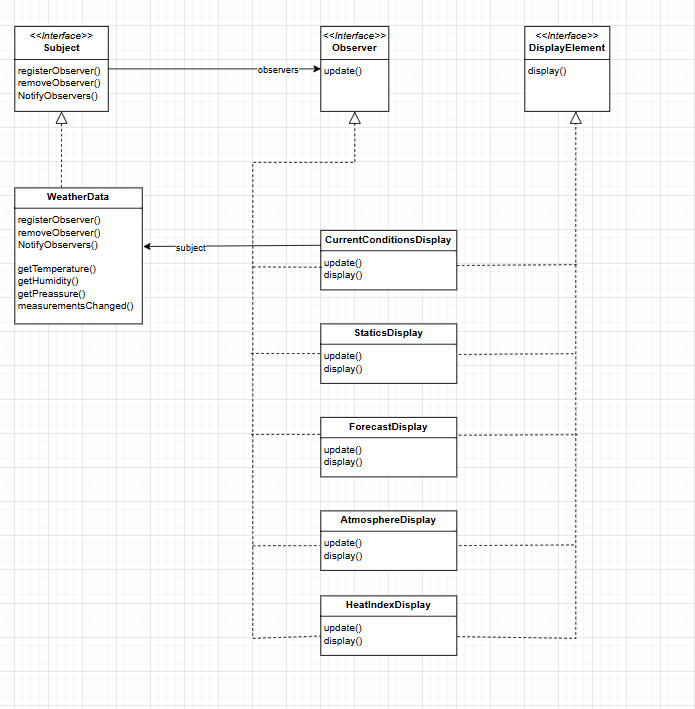 <<Interface>>
Subject
registerObserver()
removeObserver()
NotifyObservers()
observers
<<Interface>>
Observer
update()
<<Interface>>
DisplayElement
display()
WeatherData
registerObserver()
removeObserver()
NotifyObservers()
getTemperature()
getHumidity()
getPreassure()
measurementsChanged()
subject
CurrentConditionsDisplay
update()
display()
StaticsDisplay
update()
display()
ForecastDisplay
update()
display()
AtmosphereDisplay
update()
display()
HeatIndexDisplay
update()
display()